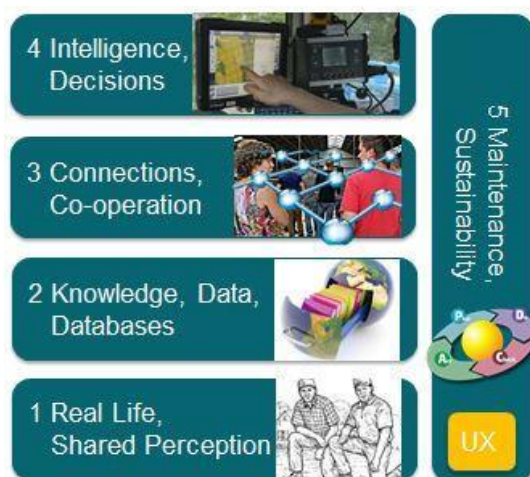 4 Intelligence,
Decisions
3 Connections,
Co-operation
2 Knowledge, Data,
Databases
1 Real Life,
Shared Perception
5 Maintenance,
Sustainability
UX